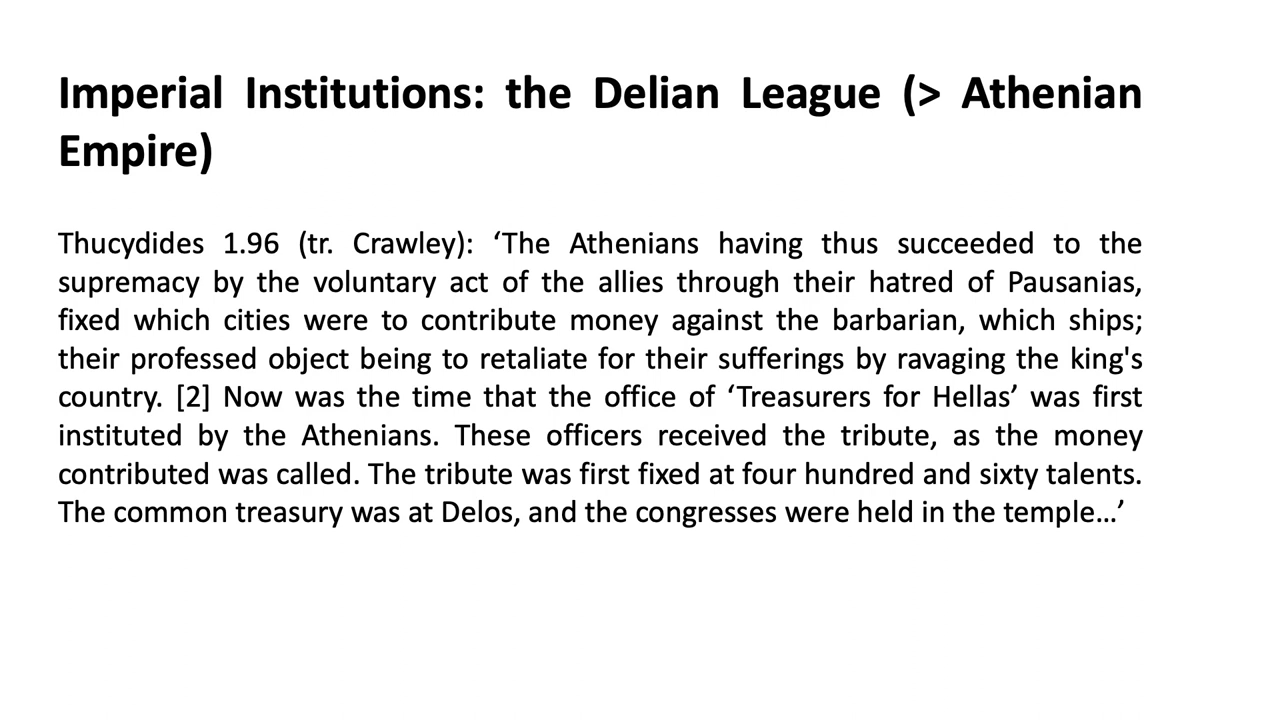 Imperial Institutions: the Delian League (> Athenian
Empire)
Thucydides 1.96 (tr. Crawley): ‘The Athenians having thus succeeded to the
supremacy by the voluntary act of the allies through their hatred of Pausanias,
fixed which cities were to contribute money against the barbarian, which ships;
their professed object being to retaliate for their sufferings by ravaging the king's
country. [2] Now was the time that the office of ‘Treasurers for Hellas’ was first
instituted by the Athenians. These officers received the tribute, as the money
contributed was called. The tribute was first fixed at four hundred and sixty talents.
The common treasury was at Delos, and the congresses were held in the temple…’